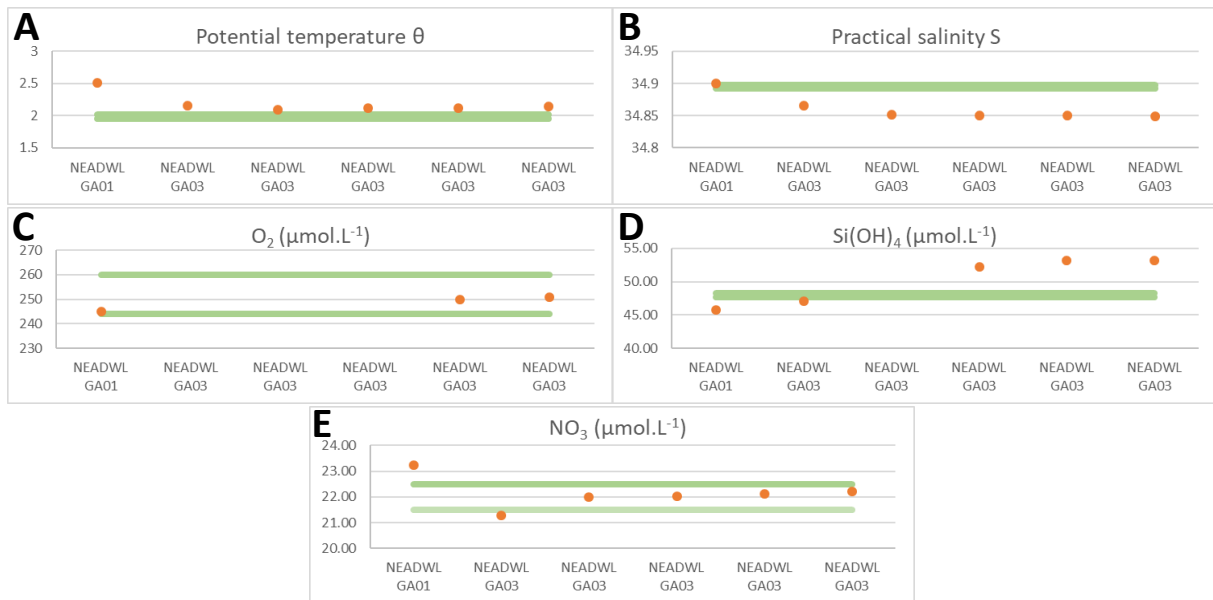 A
Potential temperature θ
3
2.5
2
1.5
NEADWL NEADWL NEADWL NEADWL NEADWL NEADWL
GA01 GA03 GA03 GA03 GA03 GA03
B
Practical salinity S
34.95
34.9
34.85
34.8
NEADWL NEADWL NEADWL NEADWL NEADWL NEADWL
GA01 GA03 GA03 GA03 GA03 GA03
C
O₂ (µmol.L⁻¹)
270
260
250
240
230
NEADWL NEADWL NEADWL NEADWL NEADWL NEADWL
GA01 GA03 GA03 GA03 GA03 GA03
D
Si(OH)₄ (µmol.L⁻¹)
55.00
50.00
45.00
40.00
NEADWL NEADWL NEADWL NEADWL NEADWL
GA01 GA03 GA03 GA03 GA03
E
NO₃ (µmol.L⁻¹)
24.00
23.00
22.00
21.00
20.00
NEADWL NEADWL NEADWL NEADWL NEADWL NEADWL
GA01 GA03 GA03 GA03 GA03 GA03